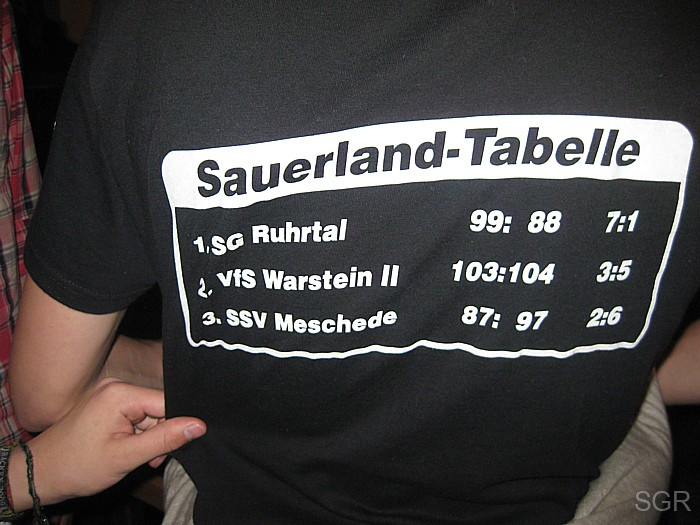 Sauerland-Tabelle
1. SG Ruhrtal 99: 88 7:1
2. VfS Warstein II 103:104 3:5
3. SSV Meschede 87: 97 2:6
SGR